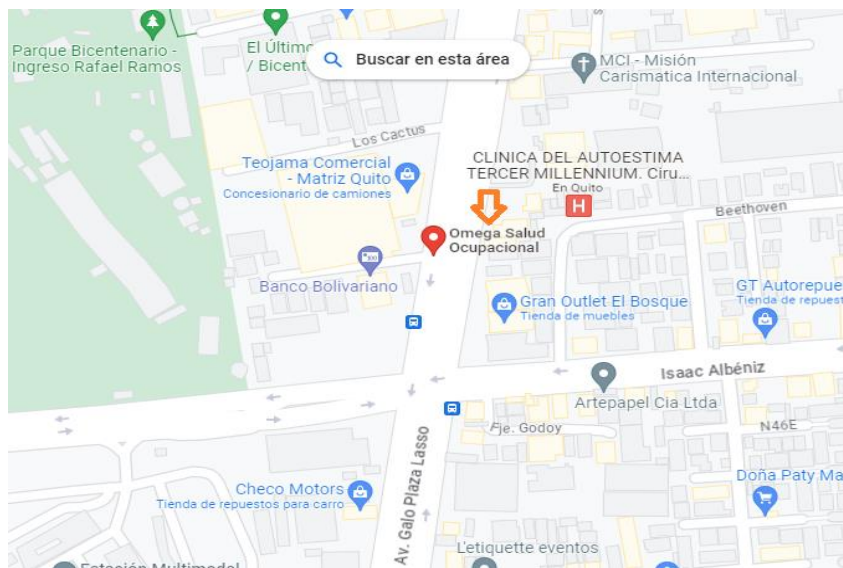 Parque Bicentenario -
Ingreso Rafael Ramos
El Último
/ Bicent
Buscar en esta área
MCI - Misión
Carismatica Internacional
Los Cactus
Teojama Comercial
- Matriz Quito
Concesionario de camiones
CLINICA DEL AUTOESTIMA
TERCER MILLENNIUM. Ciru...
En Quito
H
Beethoven
Omega Salud
Ocupacional
Banco Bolivariano
Gran Outlet El Bosque
Tienda de muebles
GT Autorepue
Tienda de repuest
Isaac Albéniz
Artepapel Cia Ltda
Pje. Godoy
N46E
Av. Galo Plaza Lasso
Checo Motors
Tienda de repuestos para carro
Doña Paty Ma
L'etiquette eventos
Estación Multimodal